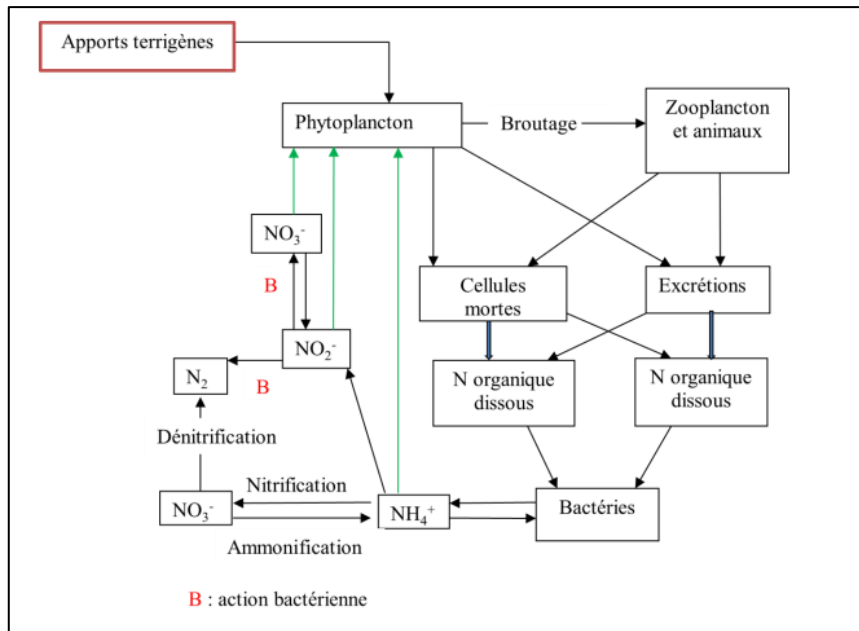 Apports terrigènes
Phytoplancton
Broutage
Zooplancton
et animaux
NO₃⁻
B
Cellules
mortes
Excrétions
NO₂⁻
N₂
B
N organique
dissous
N organique
dissous
Dénitrification
Nitrification
NO₃⁻
NH₄⁺
Bactéries
Ammonification
B : action bactérienne